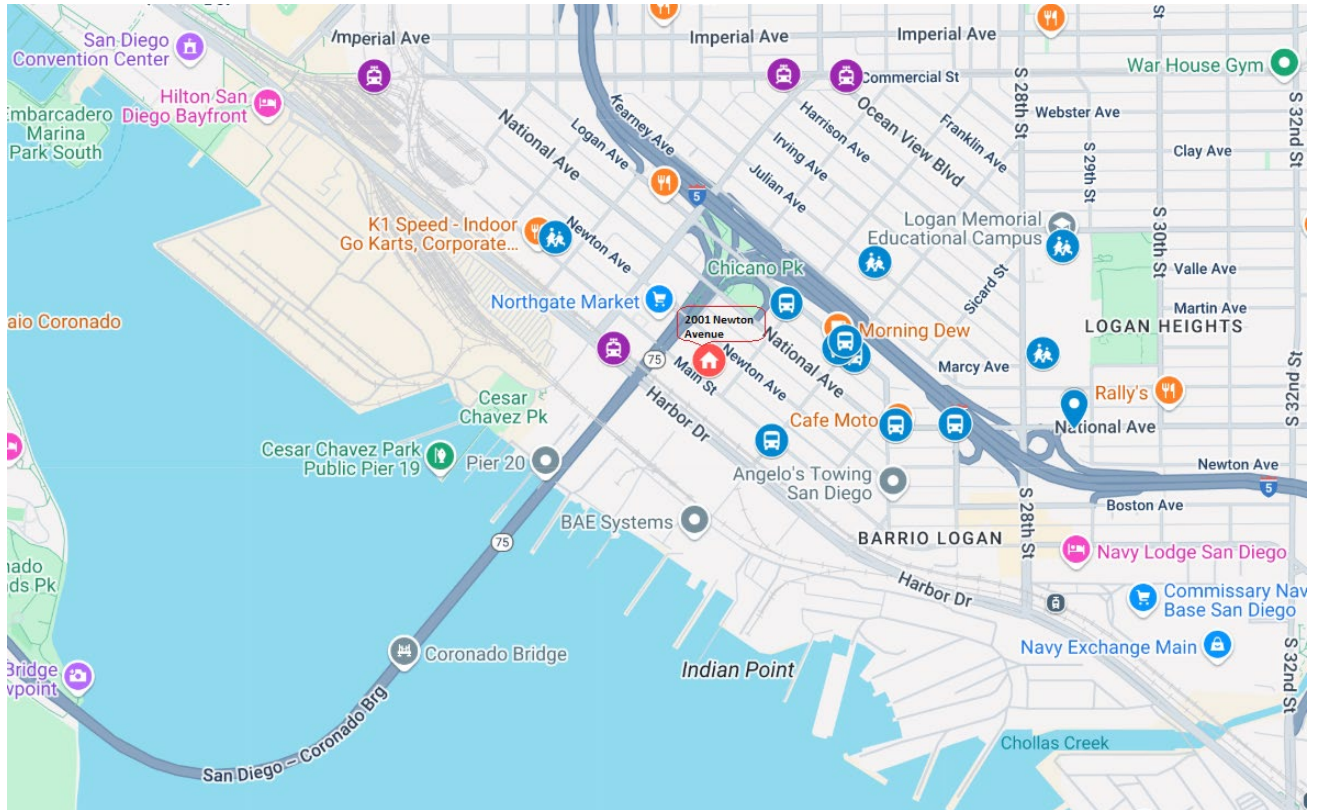 San Diego
Convention Center
Imperial Ave
Imperial Ave
Imperial Ave
St
War House Gym
Commercial St
S 28th St
S 32nd St
Hilton San
Diego Bayfront
Embarcadero
Marina
Park South
National Ave
Logan Ave
Kearney Ave
Harrison Ave
Ocean View Blvd
Franklin Ave
Webster Ave
Irving Ave
Julian Ave
S 29th St
Clay Ave
5
K1 Speed - Indoor
Go Karts, Corporate...
Newton Ave
Logan Memorial
Educational Campus
S 30th St
Chicano Pk
Sicard St
Valle Ave
Northgate Market
Martin Ave
2001 Newton
Avenue
aio Coronado
Morning Dew
LOGAN HEIGHTS
75
Newton Ave
National Ave
Main St
Marcy Ave
S 32nd St
Cesar
Chavez Pk
Harbor Dr
Rally's
Cafe Moto
National Ave
Cesar Chavez Park
Public Pier 19
Pier 20
Angelo's Towing
San Diego
Newton Ave
5
S 28th St
Boston Ave
BAE Systems
75
BARRIO LOGAN
Navy Lodge San Diego
nado
ds Pk
Harbor Dr
Commissary Nav
Base San Diego
Coronado Bridge
Navy Exchange Main
S 32nd St
Bridge
wpoint
Indian Point
San Diego – Coronado Brg
Chollas Creek